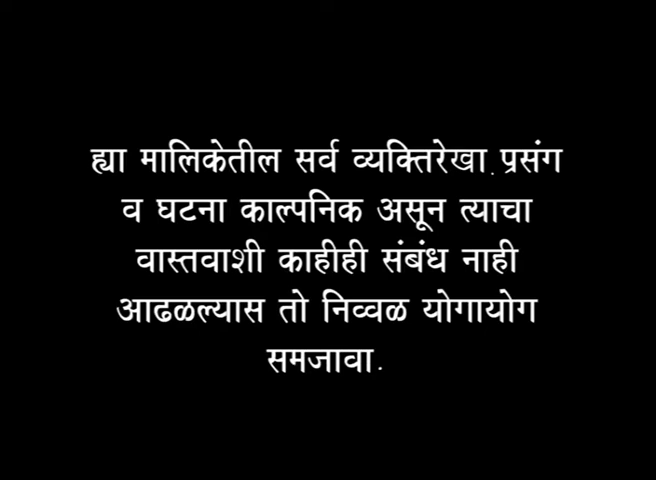 ह्या मालिकेतील सर्व व्यक्तिरेखा. प्रसंग
व घटना काल्पनिक असून त्याचा
वास्तवाशी काहीही संबंध नाही
आढळल्यास तो निव्वळ योगायोग
समजावा.